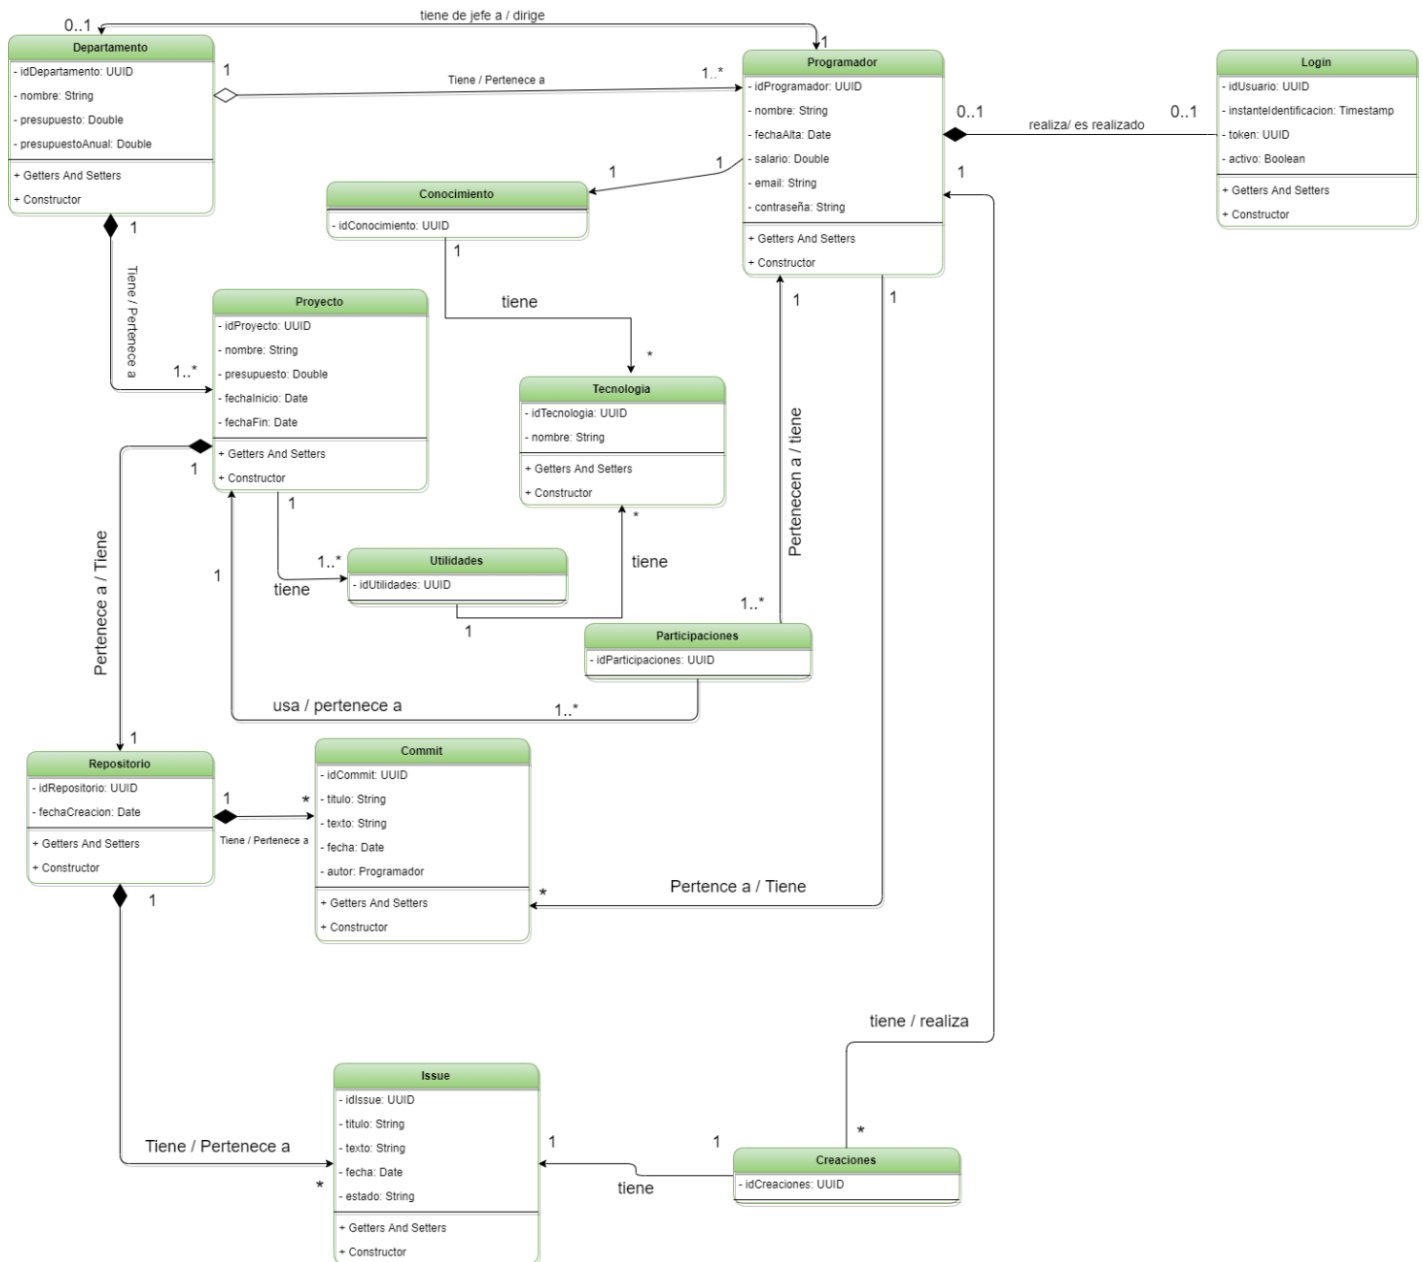 tiene de jefe a / dirige
0..1
1
Departamento
- idDepartamento: UUID
- nombre: String
- presupuesto: Double
- presupuestoAnual: Double
+ Getters And Setters
+ Constructor
1
Tiene / Pertenece a
1..*
Programador
- idProgramador: UUID
- nombre: String
- fechaAlta: Date
- salario: Double
- email: String
- contraseña: String
+ Getters And Setters
+ Constructor
0..1
realiza/ es realizado
0..1
Login
- idUsuario: UUID
- instanteIdentificacion: Timestamp
- token: UUID
- activo: Boolean
+ Getters And Setters
+ Constructor
1
1
Conocimiento
- idConocimiento: UUID
1
tiene
*
1
Tiene / Pertenece a
1..*
Proyecto
- idProyecto: UUID
- nombre: String
- presupuesto: Double
- fechaInicio: Date
- fechaFin: Date
+ Getters And Setters
+ Constructor
Tecnologia
- idTecnologia: UUID
- nombre: String
+ Getters And Setters
+ Constructor
1
1
1
Pertenecen a / tiene
1..*
1
Pertenece a / Tiene
1
1
tiene
1..*
Utilidades
- idUtilidades: UUID
1
tiene
*
1
Participaciones
- idParticipaciones: UUID
usa / pertenece a
1..*
Repositorio
- idRepositorio: UUID
- fechaCreacion: Date
+ Getters And Setters
+ Constructor
1
*
Tiene / Pertenece a
Commit
- idCommit: UUID
- titulo: String
- texto: String
- fecha: Date
- autor: Programador
+ Getters And Setters
+ Constructor
*
Pertence a / Tiene
1
tiene / realiza
*
Tiene / Pertenece a
*
Issue
- idIssue: UUID
- titulo: String
- texto: String
- fecha: Date
- estado: String
+ Getters And Setters
+ Constructor
1
tiene
1
Creaciones
- idCreaciones: UUID